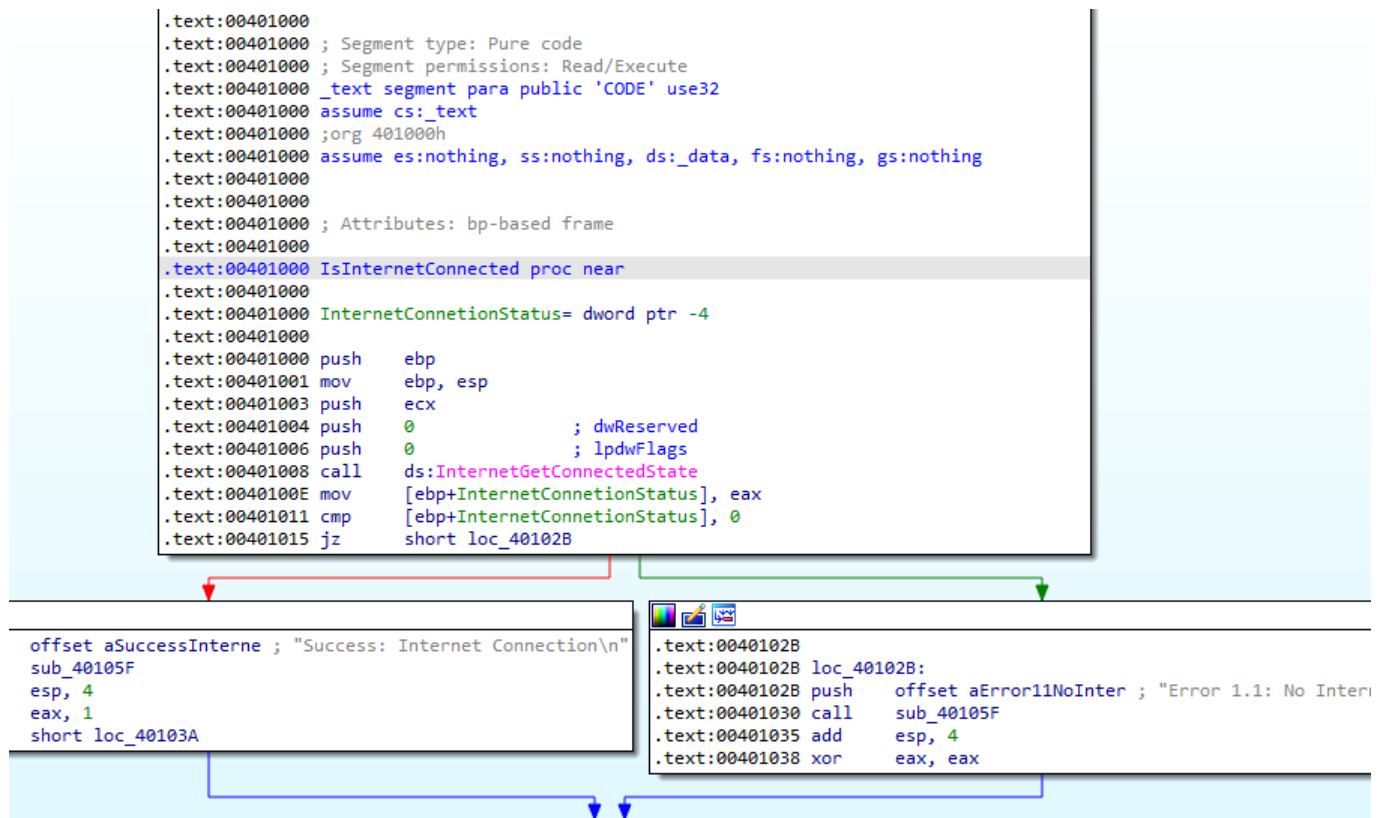 .text:00401000
.text:00401000 ; Segment type: Pure code
.text:00401000 ; Segment permissions: Read/Execute
.text:00401000 _text segment para public 'CODE' use32
.text:00401000 assume cs:_text
.text:00401000 ;org 401000h
.text:00401000 assume es:nothing, ss:nothing, ds:_data, fs:nothing, gs:nothing
.text:00401000
.text:00401000
.text:00401000 ; Attributes: bp-based frame
.text:00401000
.text:00401000 IsInternetConnected proc near
.text:00401000
.text:00401000 InternetConnetionStatus= dword ptr -4
.text:00401000
.text:00401000 push ebp
.text:00401001 mov ebp, esp
.text:00401003 push ecx
.text:00401004 push 0 ; dwReserved
.text:00401006 push 0 ; lpdwFlags
.text:00401008 call ds:InternetGetConnectedState
.text:0040100E mov [ebp+InternetConnetionStatus], eax
.text:00401011 cmp [ebp+InternetConnetionStatus], 0
.text:00401015 jz short loc_40102B
offset aSuccessInterne ; "Success: Internet Connection\n"
sub_40105F
esp, 4
eax, 1
short loc_40103A
.text:0040102B
.text:0040102B loc_40102B:
.text:0040102B push offset aError11NoInter ; "Error 1.1: No
.text:00401030 call sub_40105F
.text:00401035 add esp, 4
.text:00401038 xor eax, eax